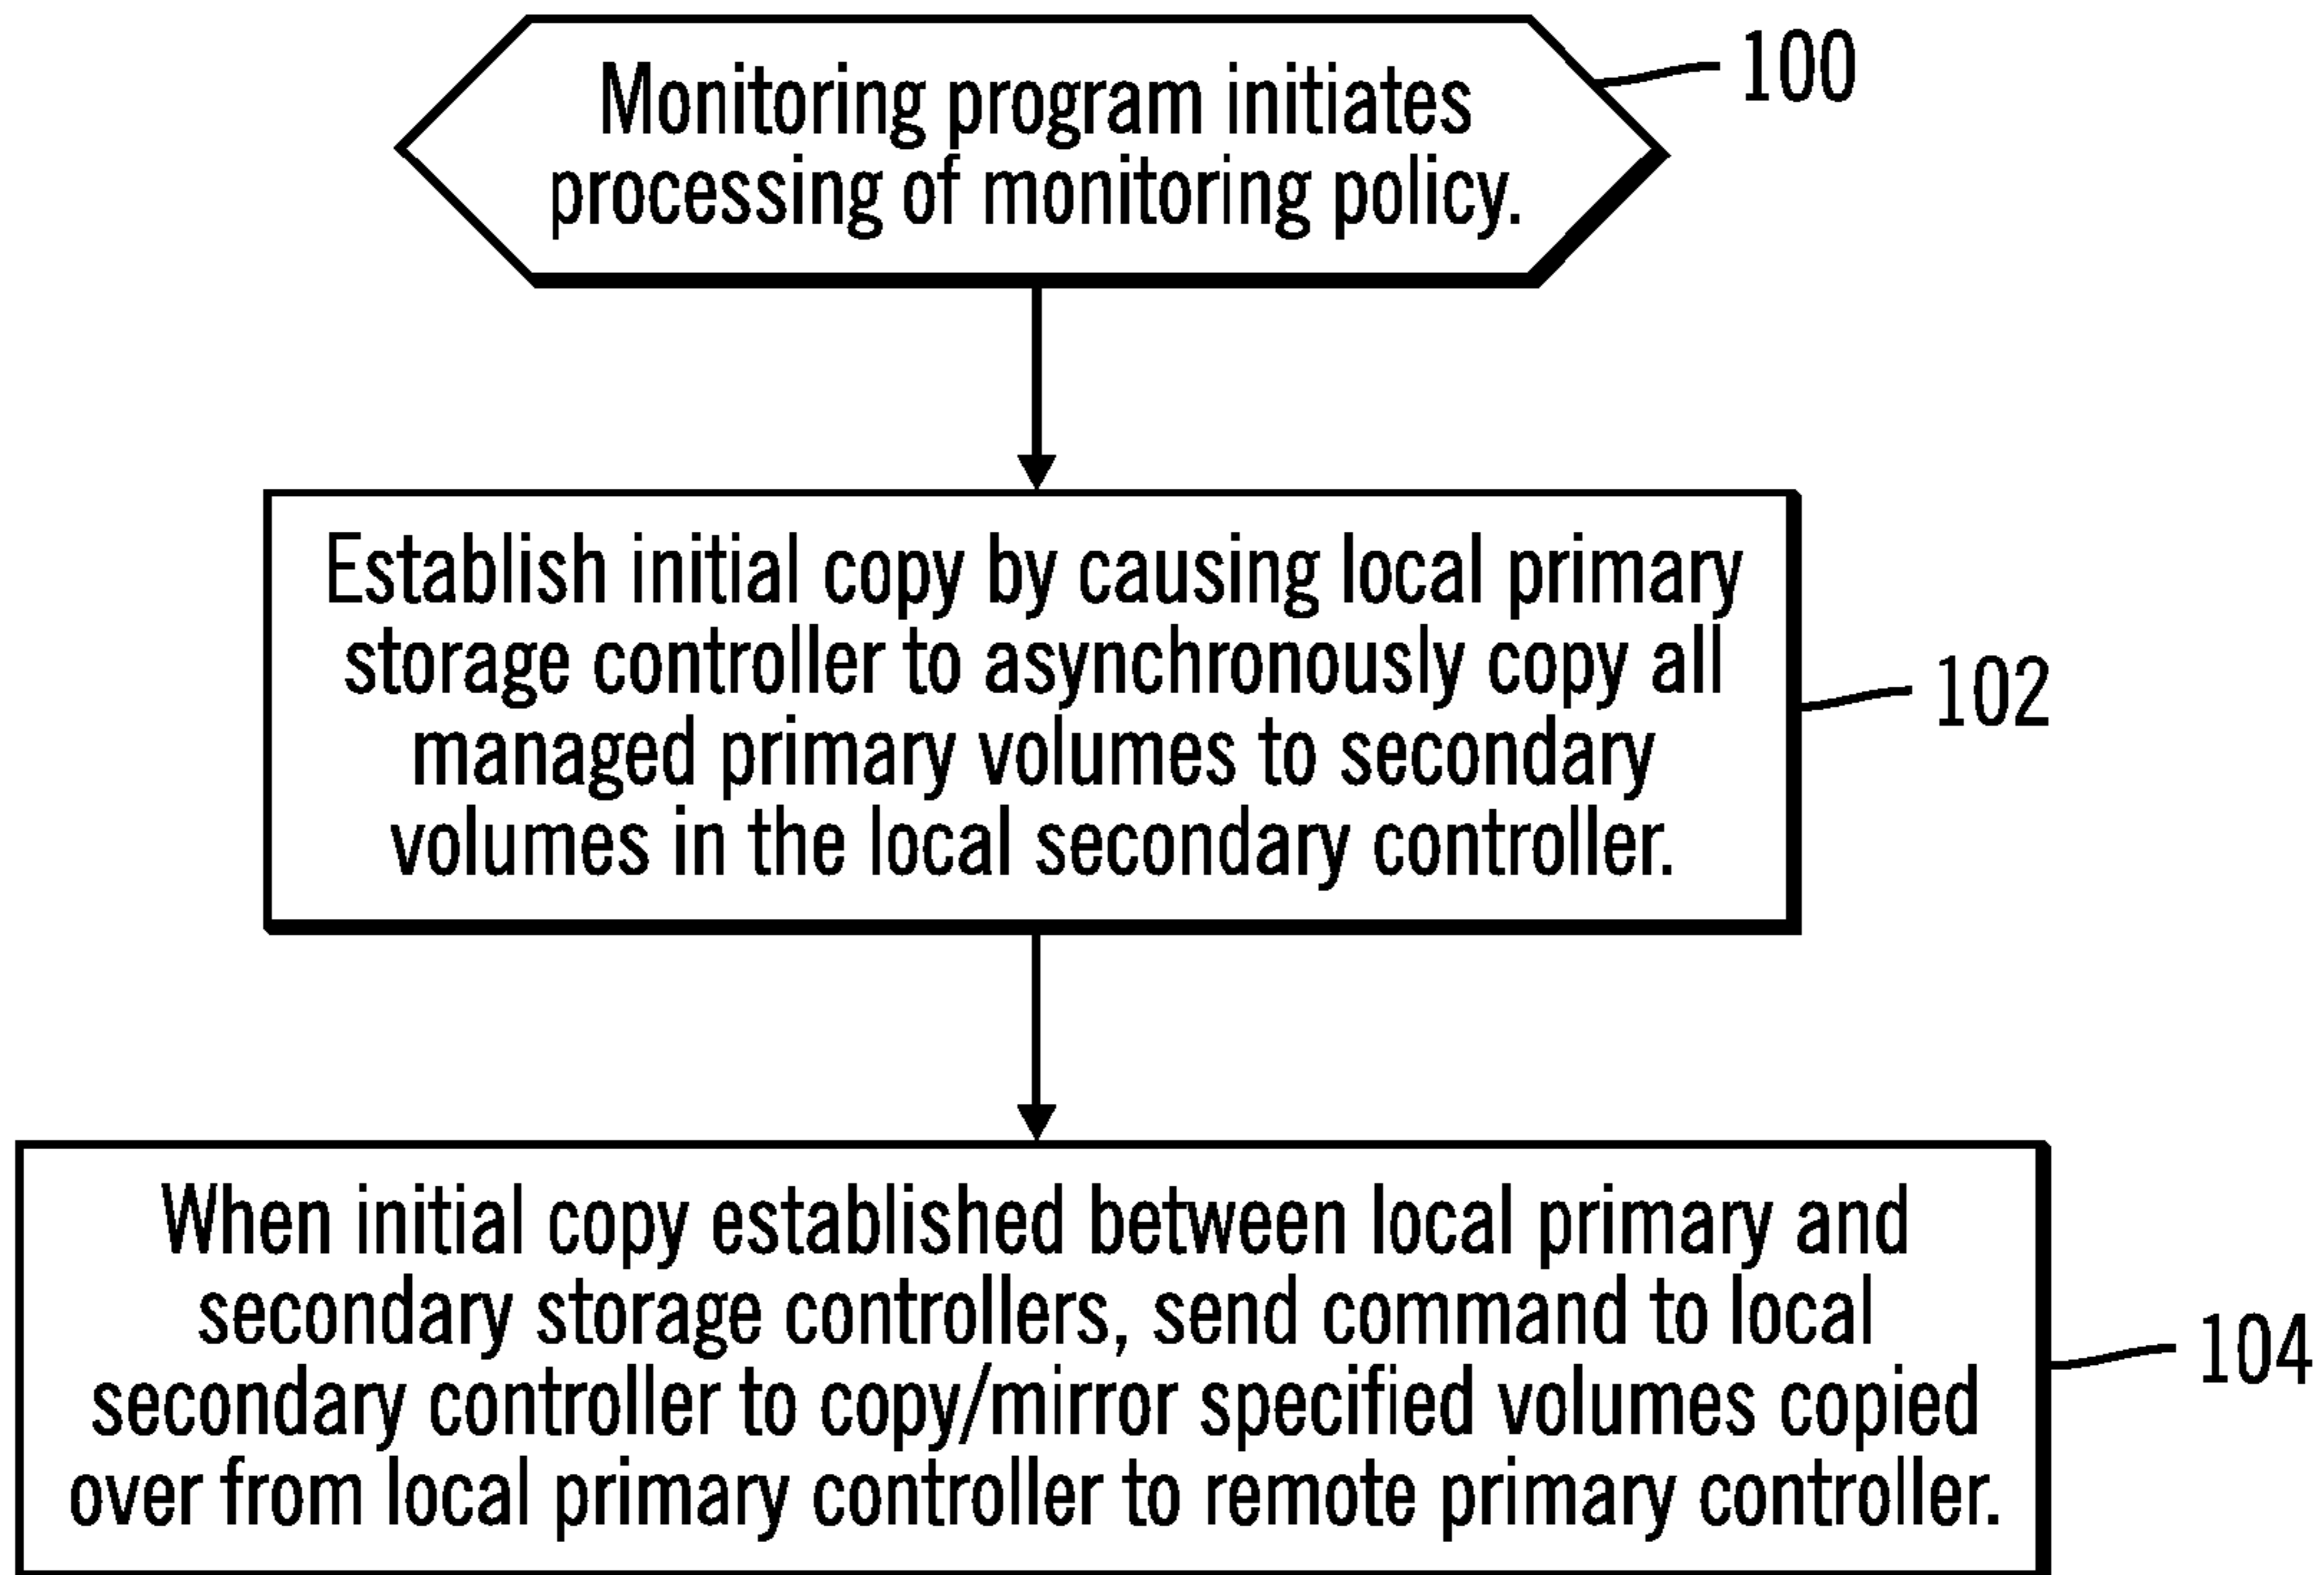 Monitoring program initiates
processing of monitoring policy.
100
Establish initial copy by causing local primary
storage controller to asynchronously copy all
managed primary volumes to secondary
volumes in the local secondary controller.
102
When initial copy established between local primary and
secondary storage controllers, send command to local
secondary controller to copy/mirror specified volumes copied
over from local primary controller to remote primary controller.
104